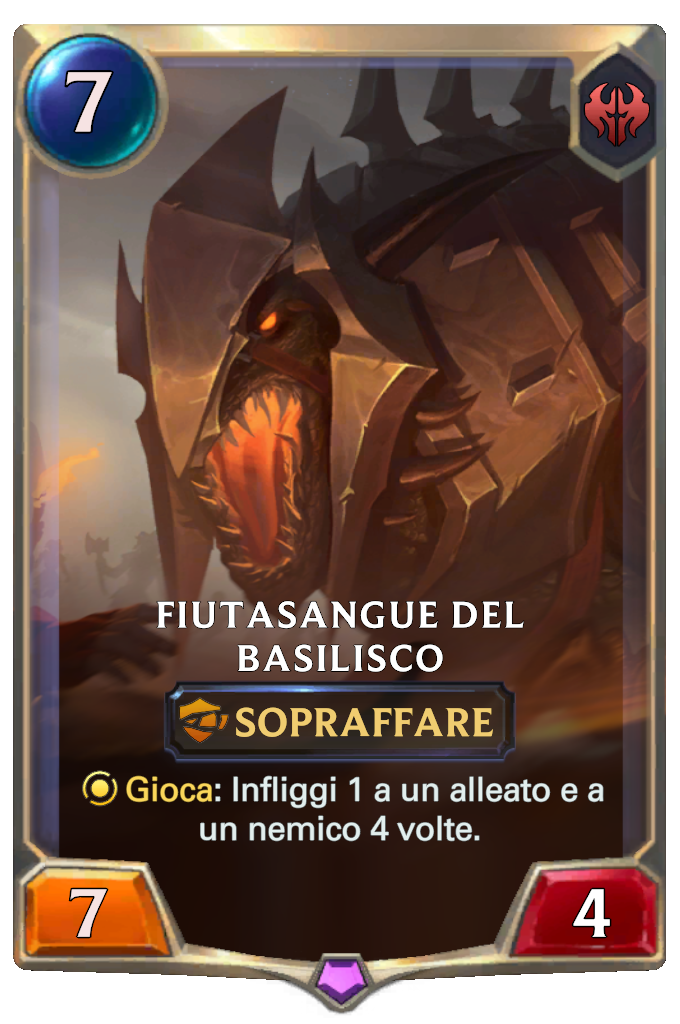 7
FIUTASANGUE DEL
BASILISCO
SOPRAFFARE
Gioca: Infliggi 1 a un alleato e a
un nemico 4 volte.
7
4